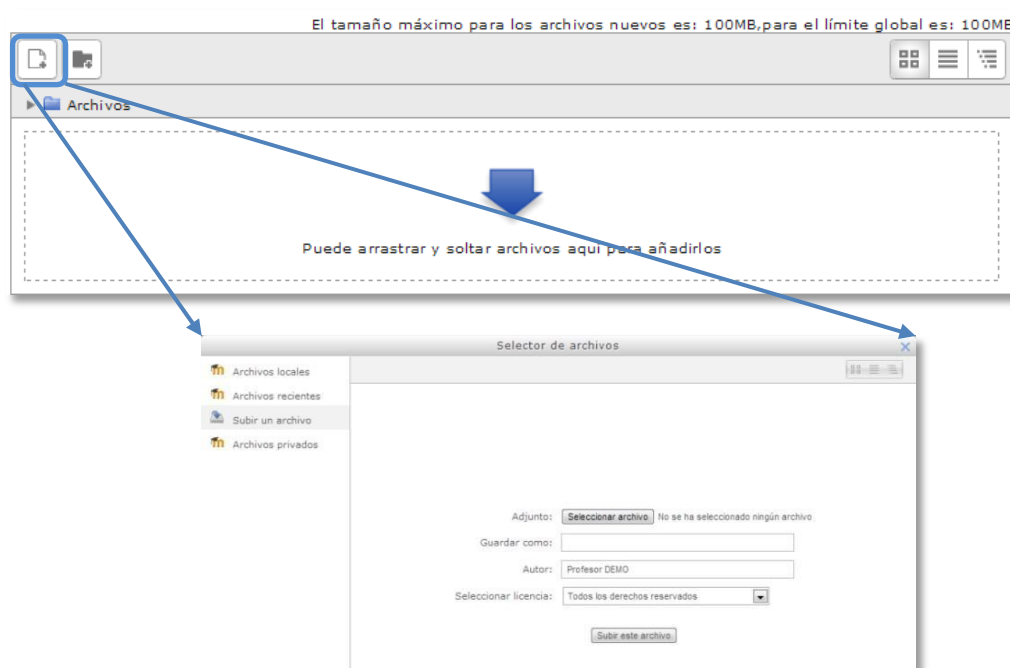 El tamaño máximo para los archivos nuevos es: 100MB,para el límite global es: 100MB
Archivos
Puede arrastrar y soltar archivos aquí para añadirlos
Selector de archivos
Archivos locales
Archivos recientes
Subir un archivo
Archivos privados
Adjunto: Seleccionar archivo No se ha seleccionado ningún archivo
Guardar como:
Autor: Profesor DEMO
Seleccionar licencia: Todos los derechos reservados
Subir este archivo